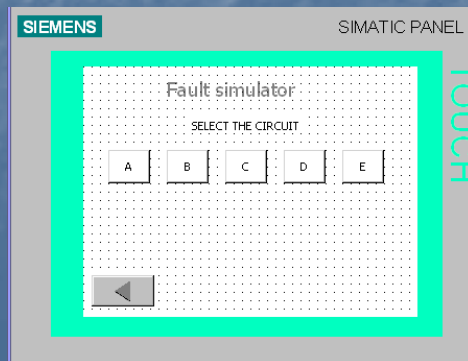 SIEMENS
SIMATIC PANEL
TOUCH
Fault simulator
SELECT THE CIRCUIT
A B C D E